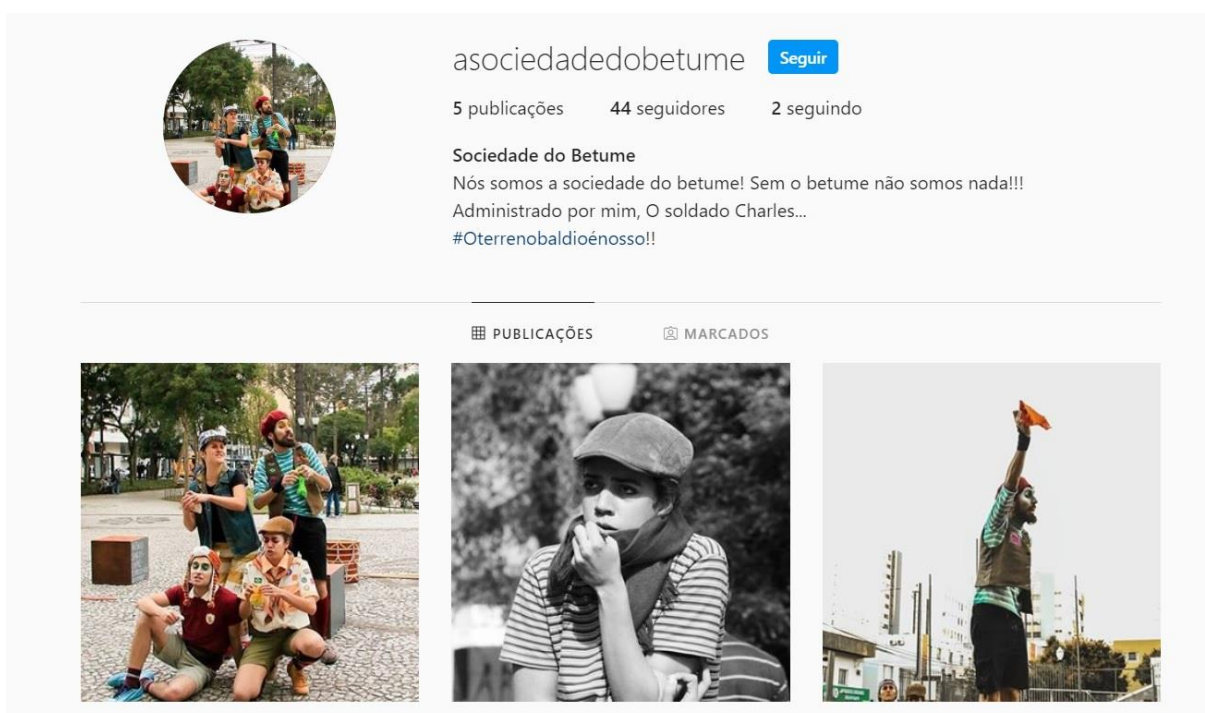 asociedadedobetume Seguir
5 publicações 44 seguidores 2 seguindo
Sociedade do Betume
Nós somos a sociedade do betume! Sem o betume não somos nada!!!
Administrado por mim, O soldado Charles...
#Oterrenobaldioénosso!!
PUBLICAÇÕES MARCADOS